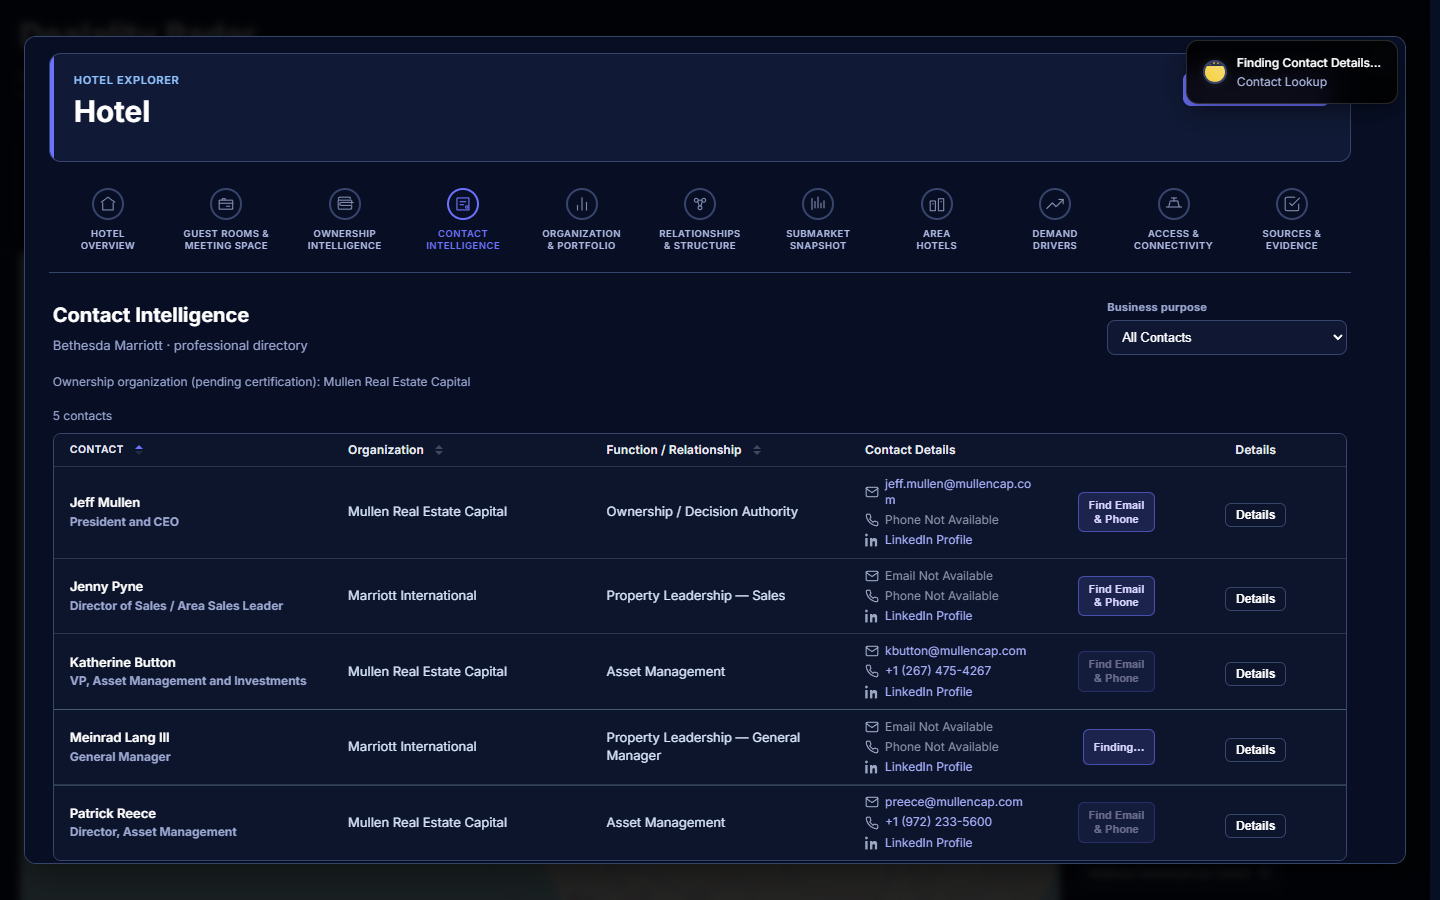 HOTEL EXPLORER
Hotel
Finding Contact Details...
Contact Lookup
HOTEL
OVERVIEW
GUEST ROOMS &
MEETING SPACE
OWNERSHIP
INTELLIGENCE
CONTACT
INTELLIGENCE
ORGANIZATION
& PORTFOLIO
RELATIONSHIPS
& STRUCTURE
SUBMARKET
SNAPSHOT
AREA
HOTELS
DEMAND
DRIVERS
ACCESS &
CONNECTIVITY
SOURCES &
EVIDENCE
Contact Intelligence
Bethesda Marriott · professional directory
Business purpose
All Contacts
Ownership organization (pending certification): Mullen Real Estate Capital
5 contacts
CONTACT Organization Function / Relationship Contact Details Details
Jeff Mullen
President and CEO
Mullen Real Estate Capital
Ownership / Decision Authority
jeff.mullen@mullencap.co
m
Phone Not Available
LinkedIn Profile
Find Email
& Phone
Details
Jenny Pyne
Director of Sales / Area Sales Leader
Marriott International
Property Leadership — Sales
Email Not Available
Phone Not Available
LinkedIn Profile
Find Email
& Phone
Details
Katherine Button
VP, Asset Management and Investments
Mullen Real Estate Capital
Asset Management
kbutton@mullencap.com
+1 (267) 475-4267
LinkedIn Profile
Find Email
& Phone
Details
Meinrad Lang III
General Manager
Marriott International
Property Leadership — General
Manager
Email Not Available
Phone Not Available
LinkedIn Profile
Finding...
Details
Patrick Reece
Director, Asset Management
Mullen Real Estate Capital
Asset Management
preece@mullencap.com
+1 (972) 233-5600
LinkedIn Profile
Find Email
& Phone
Details